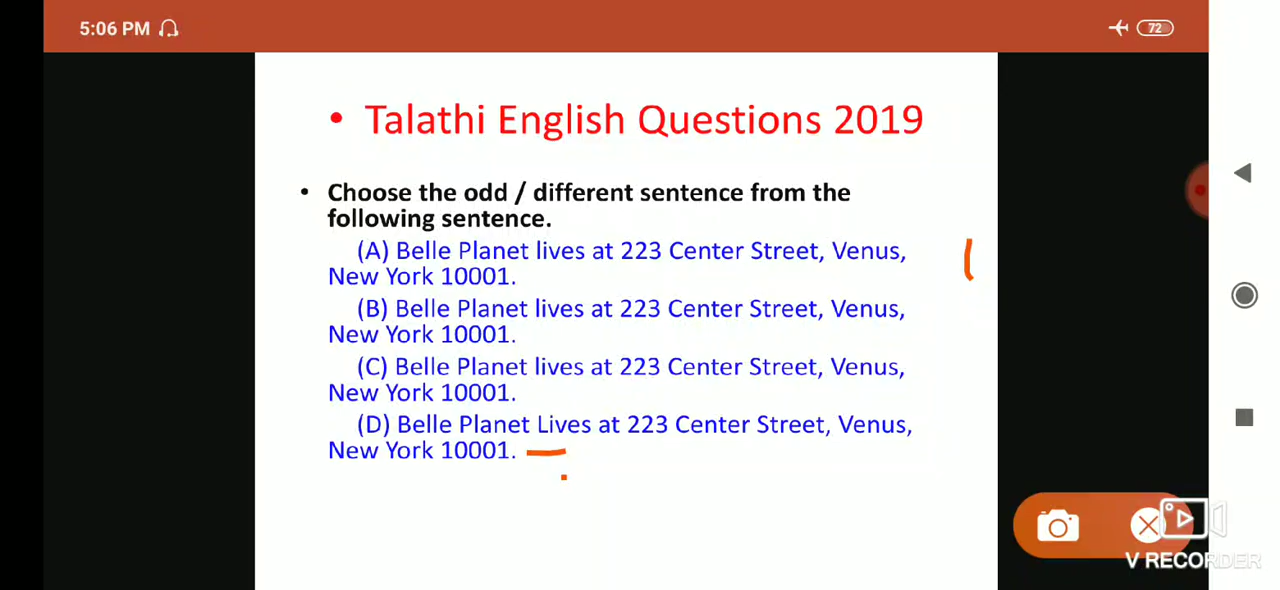 5:06 PM
72
• Talathi English Questions 2019
• Choose the odd / different sentence from the
following sentence.
(A) Belle Planet lives at 223 Center Street, Venus,
New York 10001.
(B) Belle Planet lives at 223 Center Street, Venus,
New York 10001.
(C) Belle Planet lives at 223 Center Street, Venus,
New York 10001.
(D) Belle Planet Lives at 223 Center Street, Venus,
New York 10001.
V RECORDER